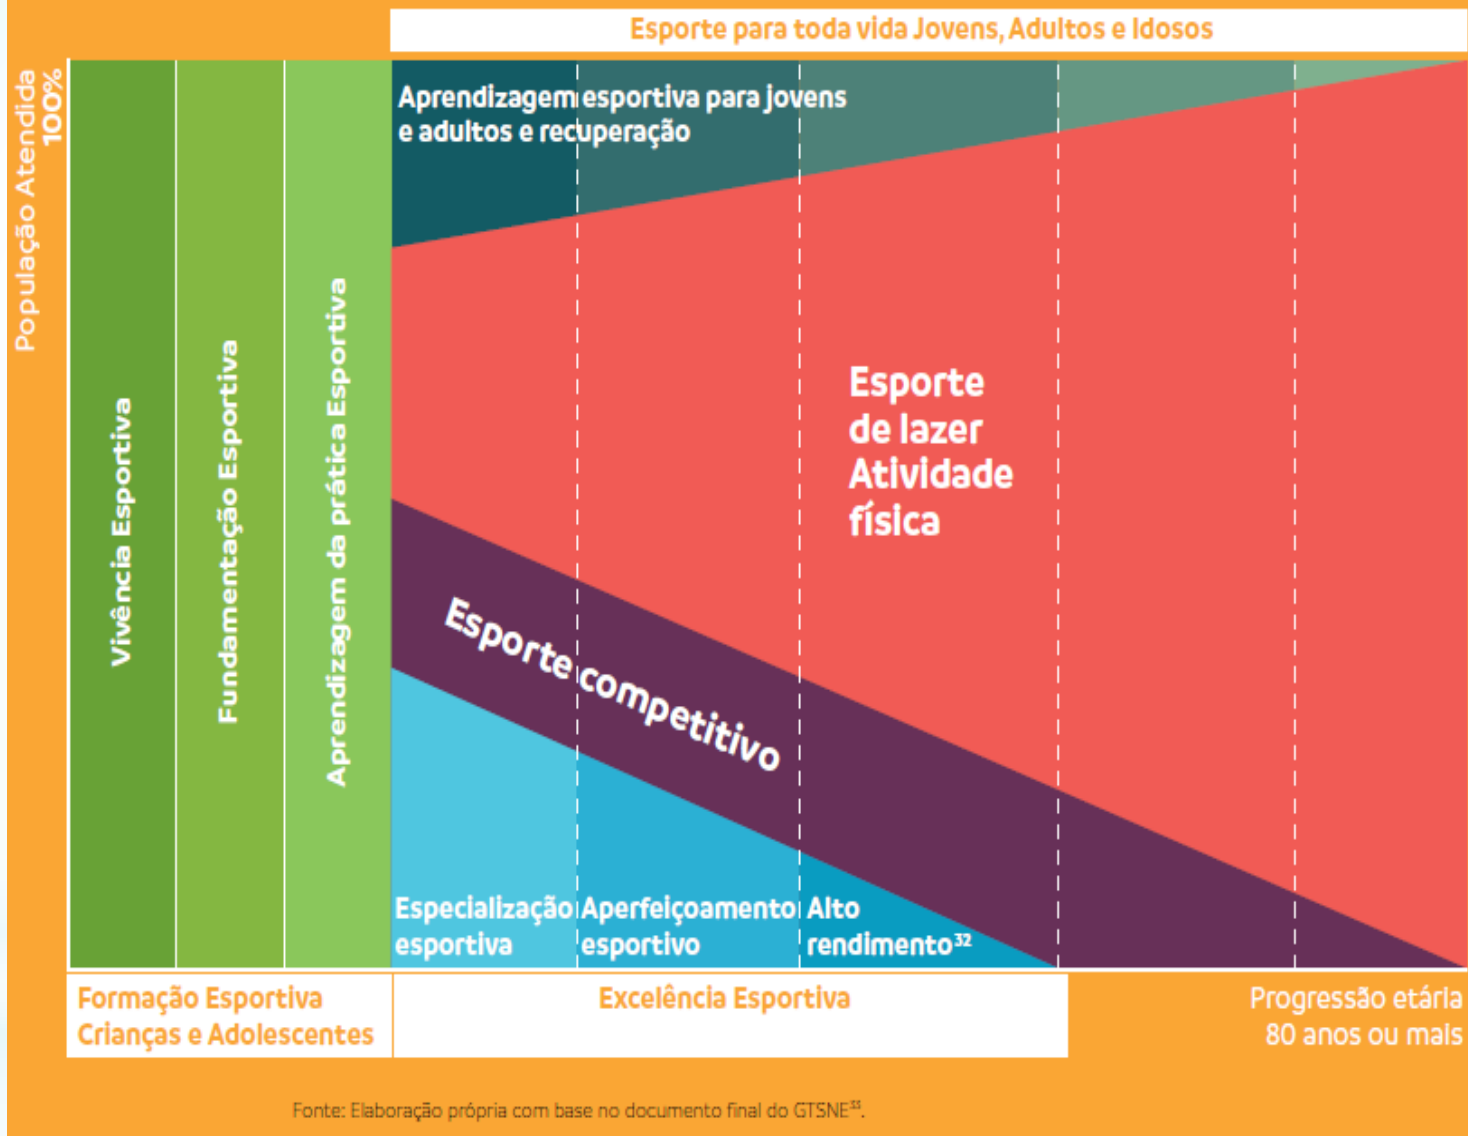 Esporte para toda vida Jovens, Adultos e Idosos
População Atendida
100%
Aprendizagem esportiva para jovens
e adultos e recuperação
Vivência Esportiva
Fundamentação Esportiva
Aprendizagem da prática Esportiva
Esporte
de lazer
Atividade
física
Esporte competitivo
Especialização
esportiva
Aperfeiçoamento
esportivo
Alto
rendimento³²
Formação Esportiva
Crianças e Adolescentes
Excelência Esportiva
Progressão etária
80 anos ou mais
Fonte: Elaboração própria com base no documento final do GTSNE³³.